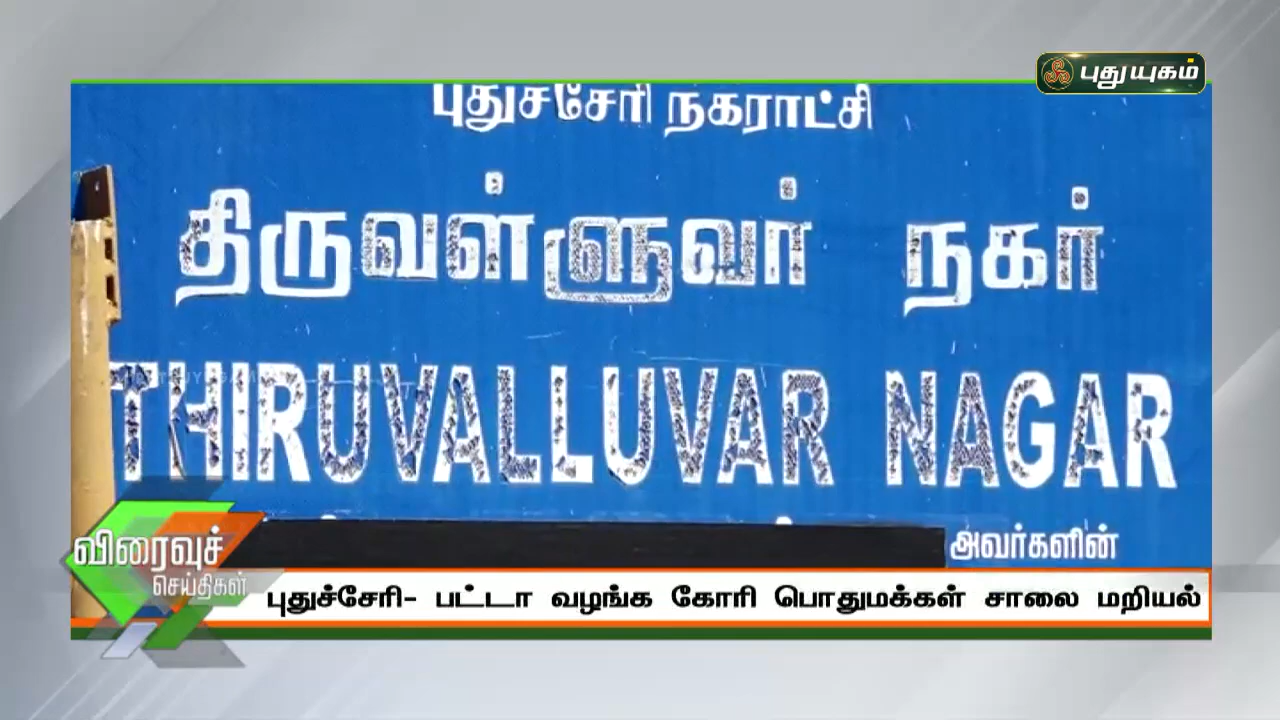 புதுயுகம்
புதுச்சேரி நகராட்சி
திருவள்ளுவர் நகர்
THIRUVALLUVAR NAGAR
அவர்களின்
விரைவுச்
செய்திகள்
புதுச்சேரி- பட்டா வழங்க கோரி பொதுமக்கள் சாலை மறியல்